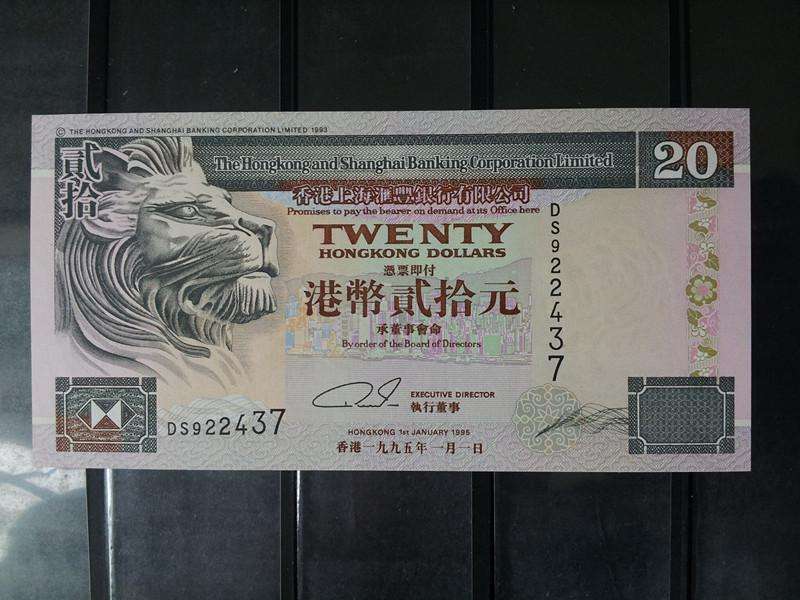 © THE HONGKONG AND SHANGHAI BANKING CORPORATION LIMITED 1993
貳拾
The Hongkong and Shanghai Banking Corporation Limited
20
香港上海滙豐銀行有限公司
Promises to pay the bearer on demand at its Office here
TWENTY
HONGKONG DOLLARS
憑票即付
港幣貳拾元
承董事會命
By order of the Board of Directors
DS922437
EXECUTIVE DIRECTOR
執行董事
DS922437
HONGKONG 1ST JANUARY 1995
香港一九九五年一月一日